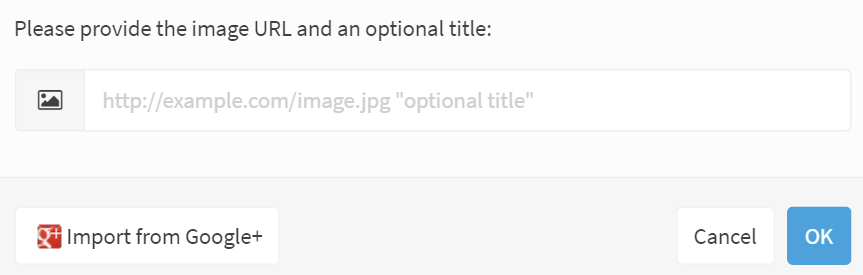 Please provide the image URL and an optional title:
http://example.com/image.jpg "optional title"
g+ Import from Google+
Cancel
OK